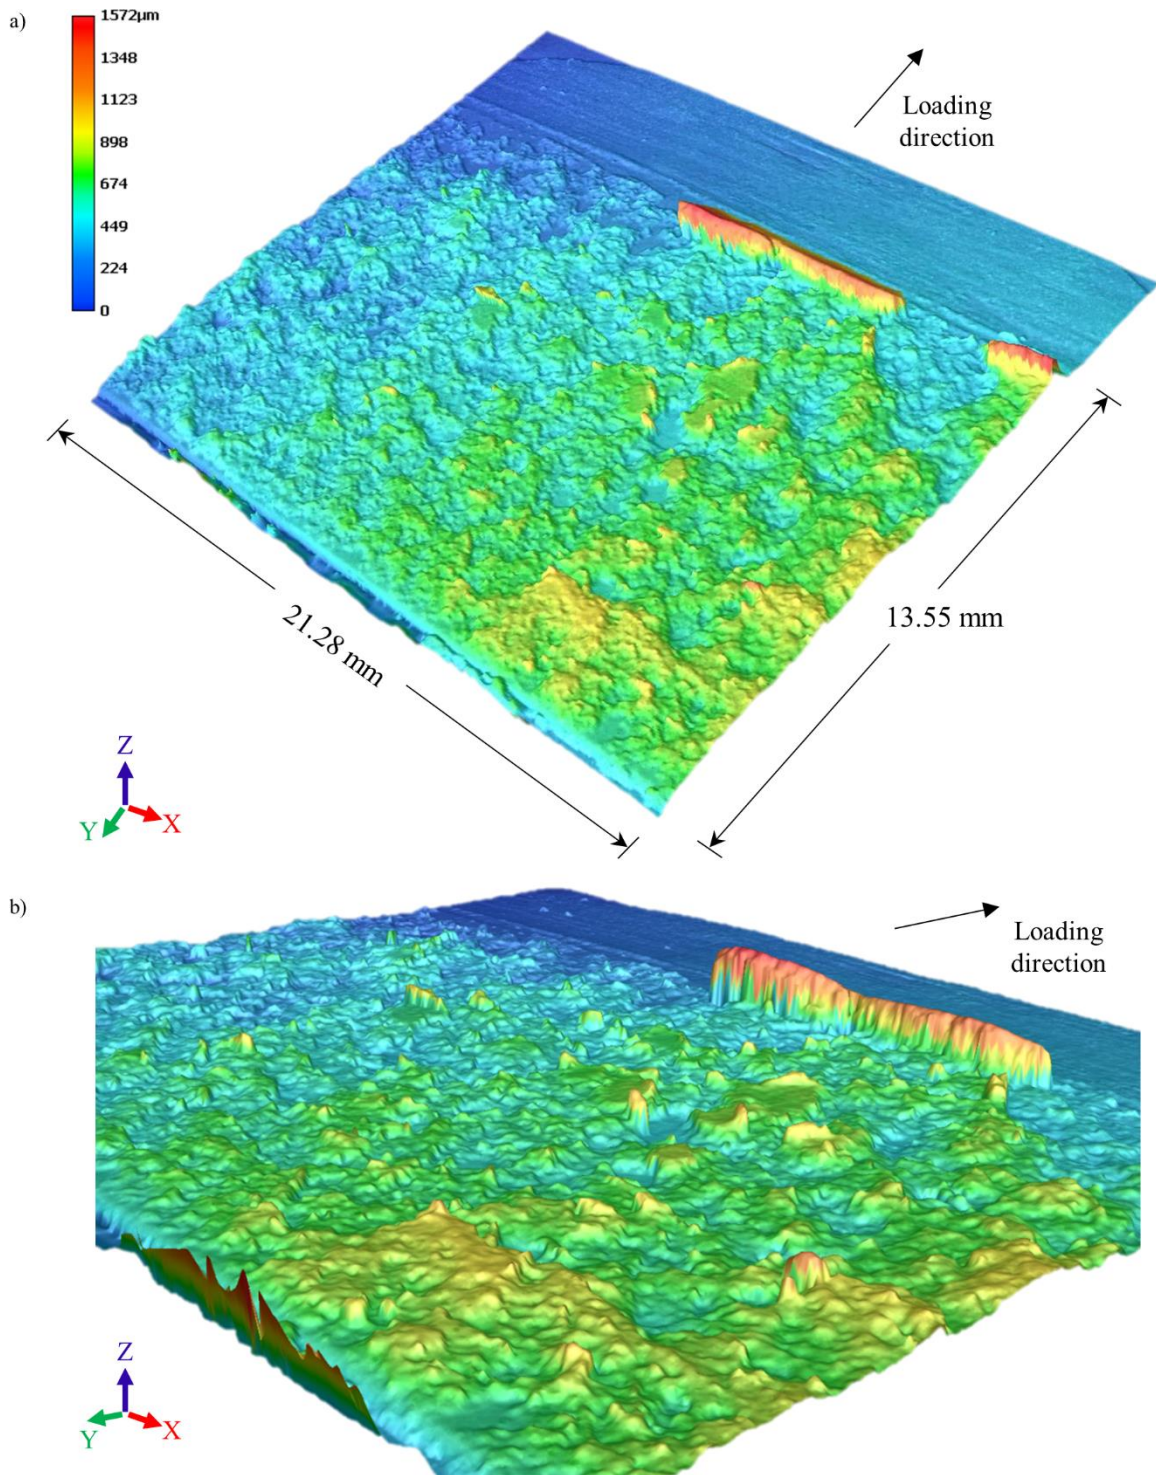 a)
1572µm
1348
1123
898
674
449
224
0
Loading
direction
21.28 mm
13.55 mm
Z
Y
X
b)
Loading
direction
Z
Y
X